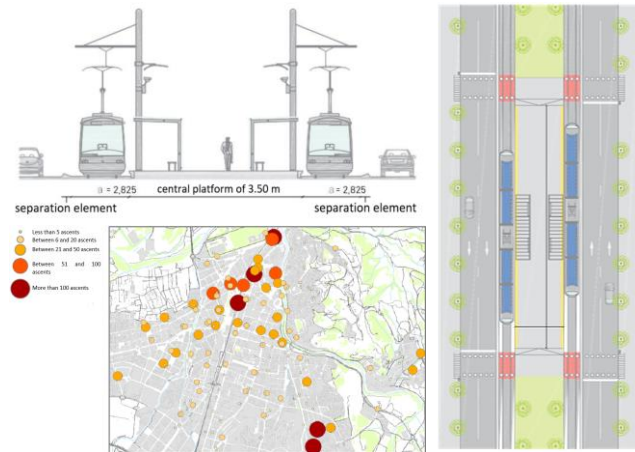 = 2,825
central platform of 3.50 m
= 2,825
separation element
separation element
Less than 5 ascents
Between 6 and 20 ascents
Between 21 and 50 ascents
Between 51 and 100
ascents
More than 100 ascents